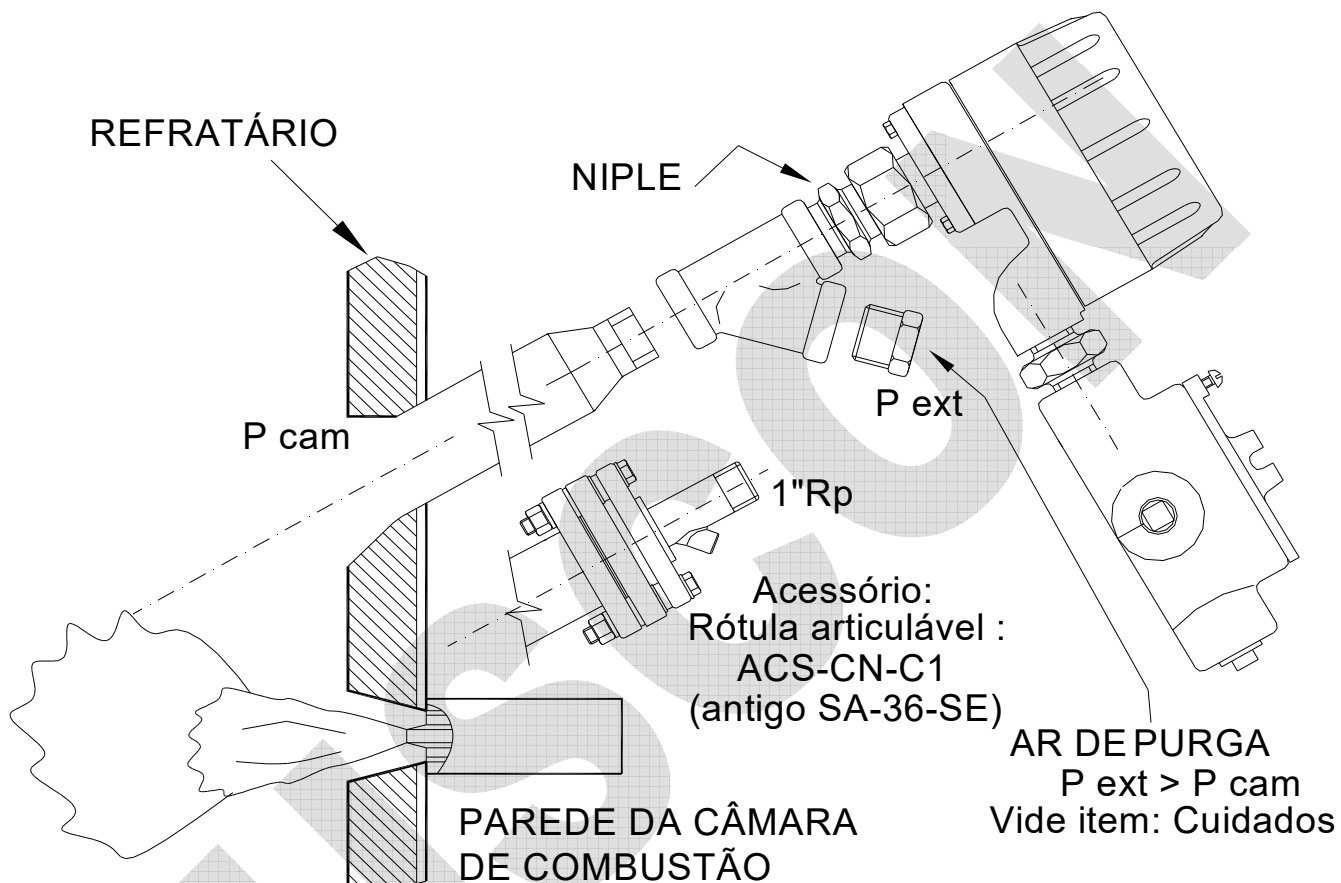 REFRATÁRIO
NIPLE
P cam
P ext
1"Rp
Acessório:
Rótula articulável :
ACS-CN-C1
(antigo SA-36-SE)
AR DE PURGA
P ext > P cam
Vide item: Cuidados
PAREDE DA CÂMARA
DE COMBUSTÃO